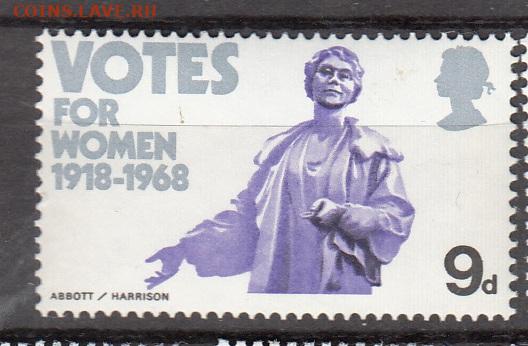 COINS.LAVE.RU
VOTES
FOR
WOMEN
1918-1968
9d
ABBOTT / HARRISON